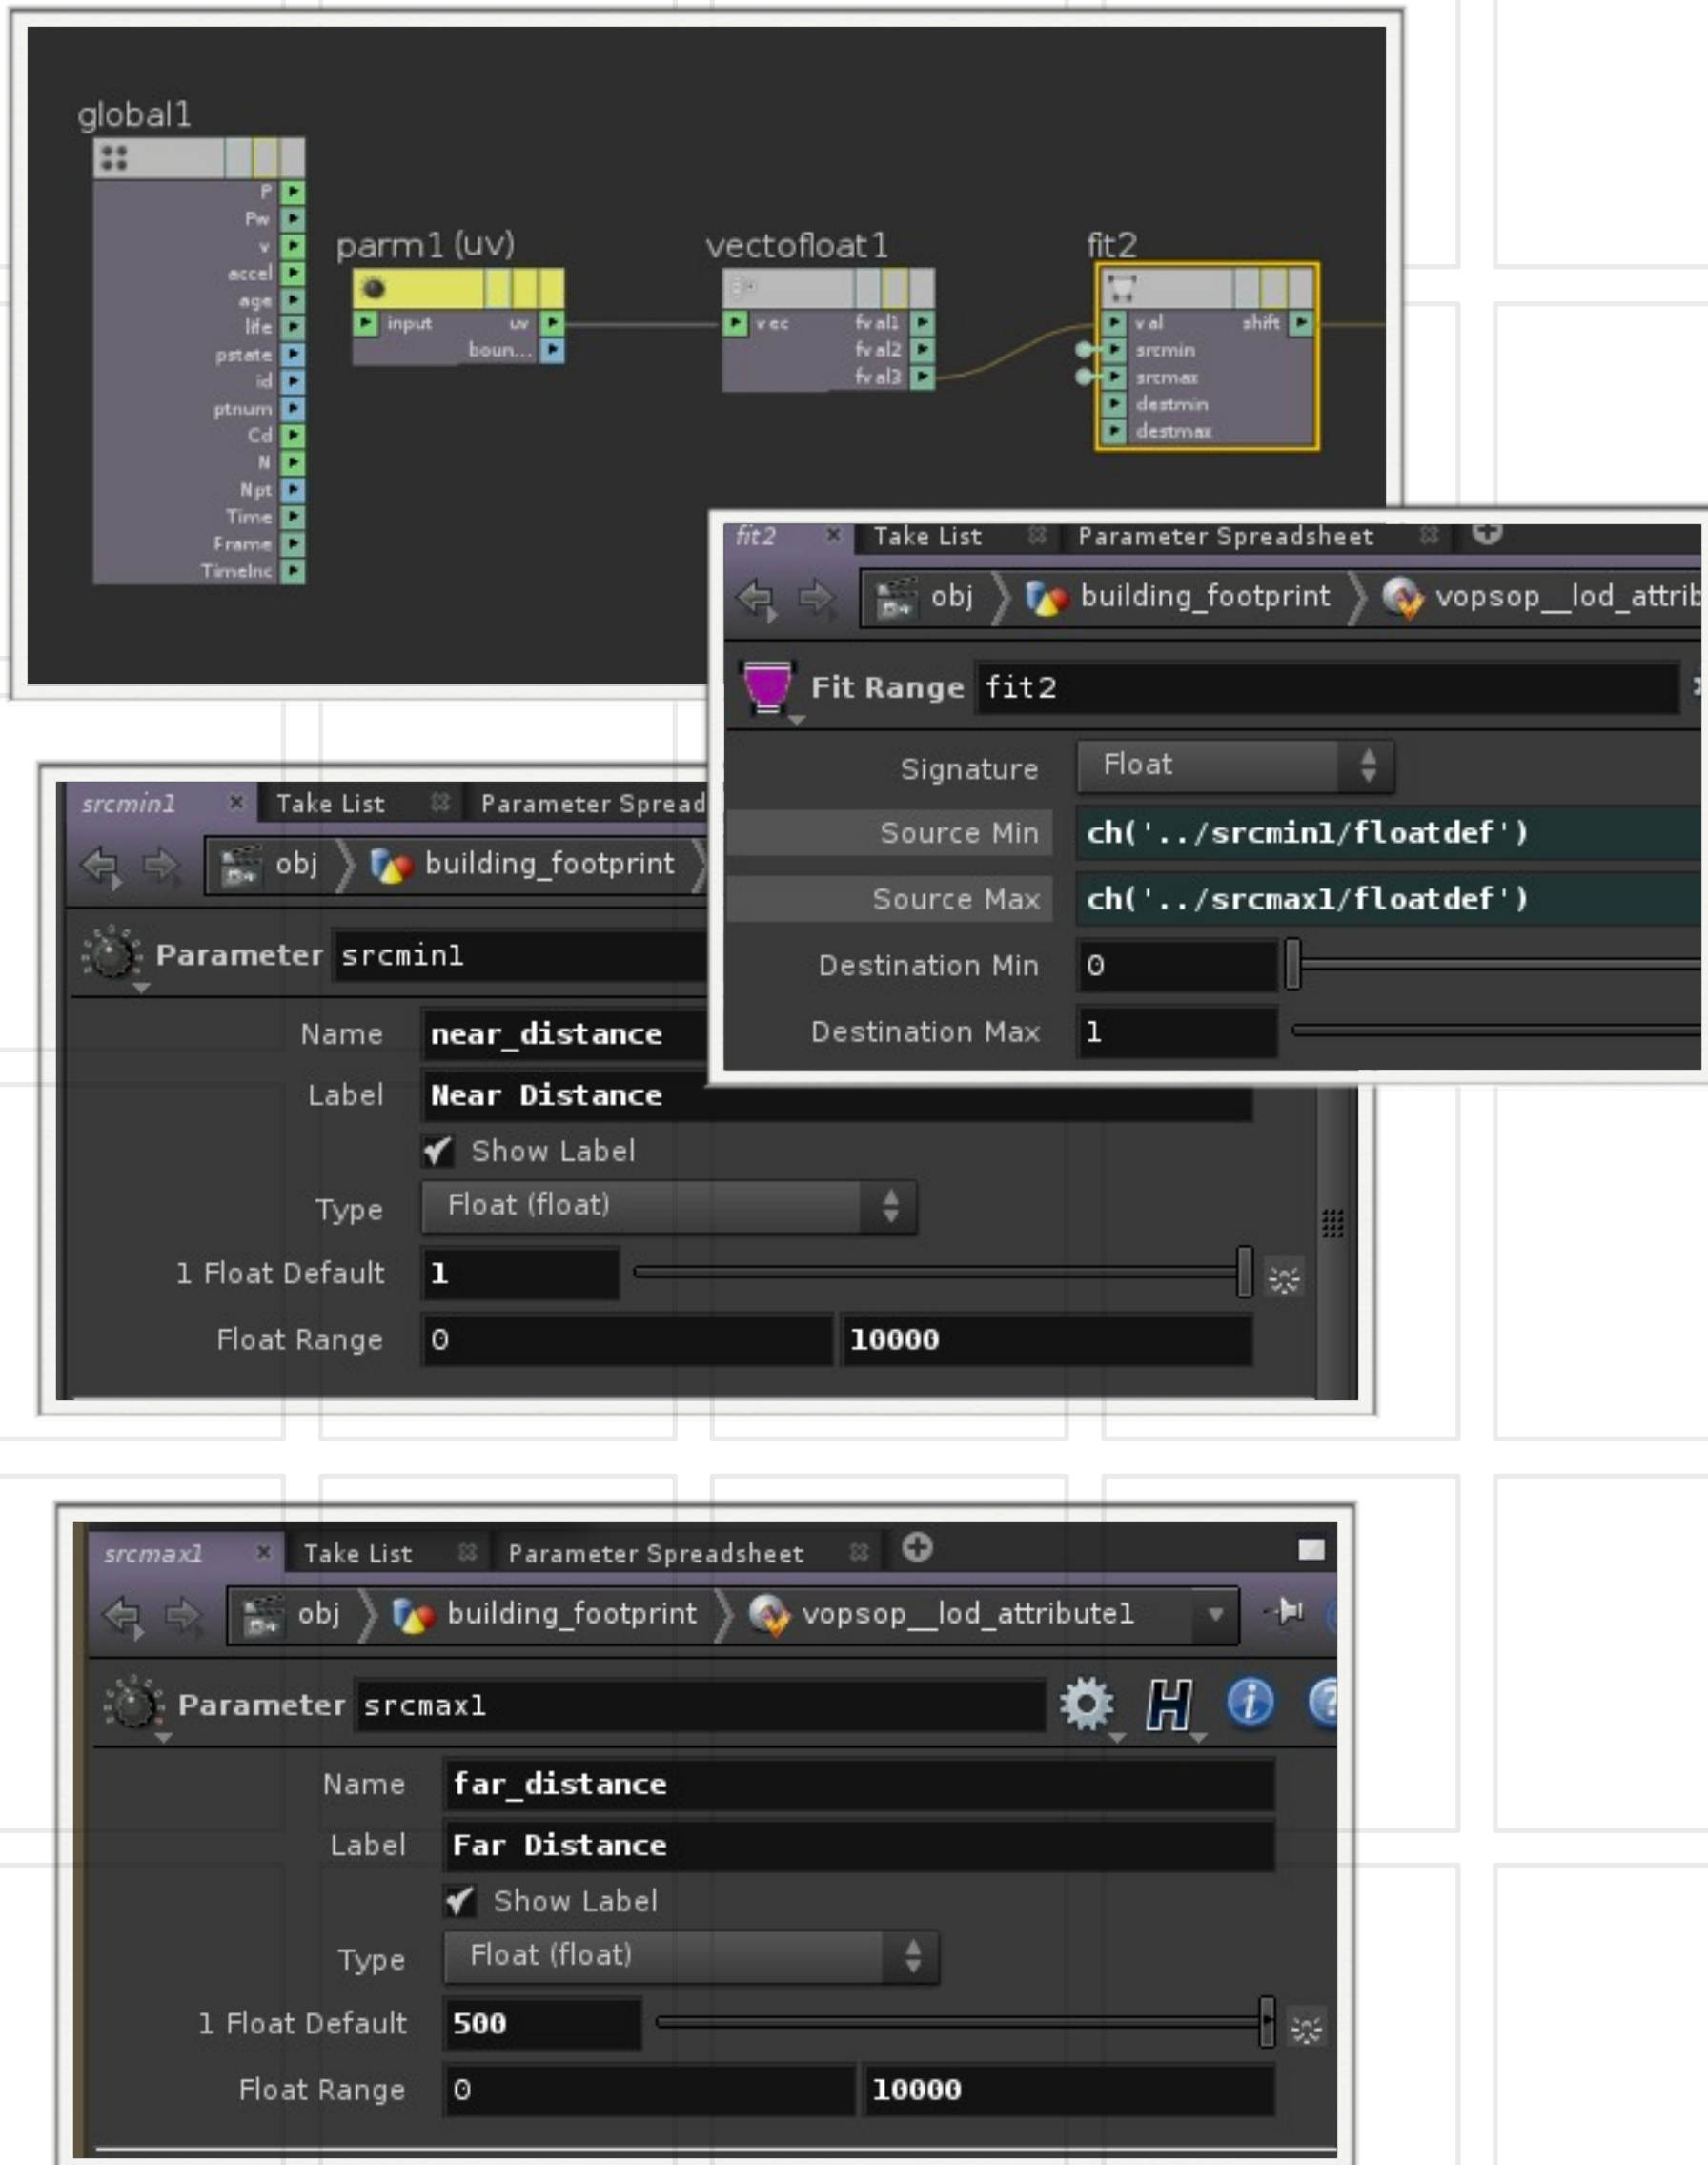 global1
P
Pw
v
accel
age
life
pstate
id
ptnum
Cd
N
Npt
Time
Frame
TimeInc
parm1 (uv)
input uv
boun...
vectofloat1
vec fval1
fval2
fval3
fit2
val shift
srcmin
srcmax
destmin
destmax
fit2 Take List Parameter Spreadsheet
obj building_footprint vopsop__lod_attrib
Fit Range fit2
Signature Float
Source Min ch('../srcmin1/floatdef')
Source Max ch('../srcmax1/floatdef')
Destination Min 0
Destination Max 1
srcmin1 Take List Parameter Spread
obj building_footprint
Parameter srcmin1
Name near_distance
Label Near Distance
Show Label
Type Float (float)
1 Float Default 1
Float Range 0 10000
srcmax1 Take List Parameter Spreadsheet
obj building_footprint vopsop__lod_attribute1
Parameter srcmax1
Name far_distance
Label Far Distance
Show Label
Type Float (float)
1 Float Default 500
Float Range 0 10000